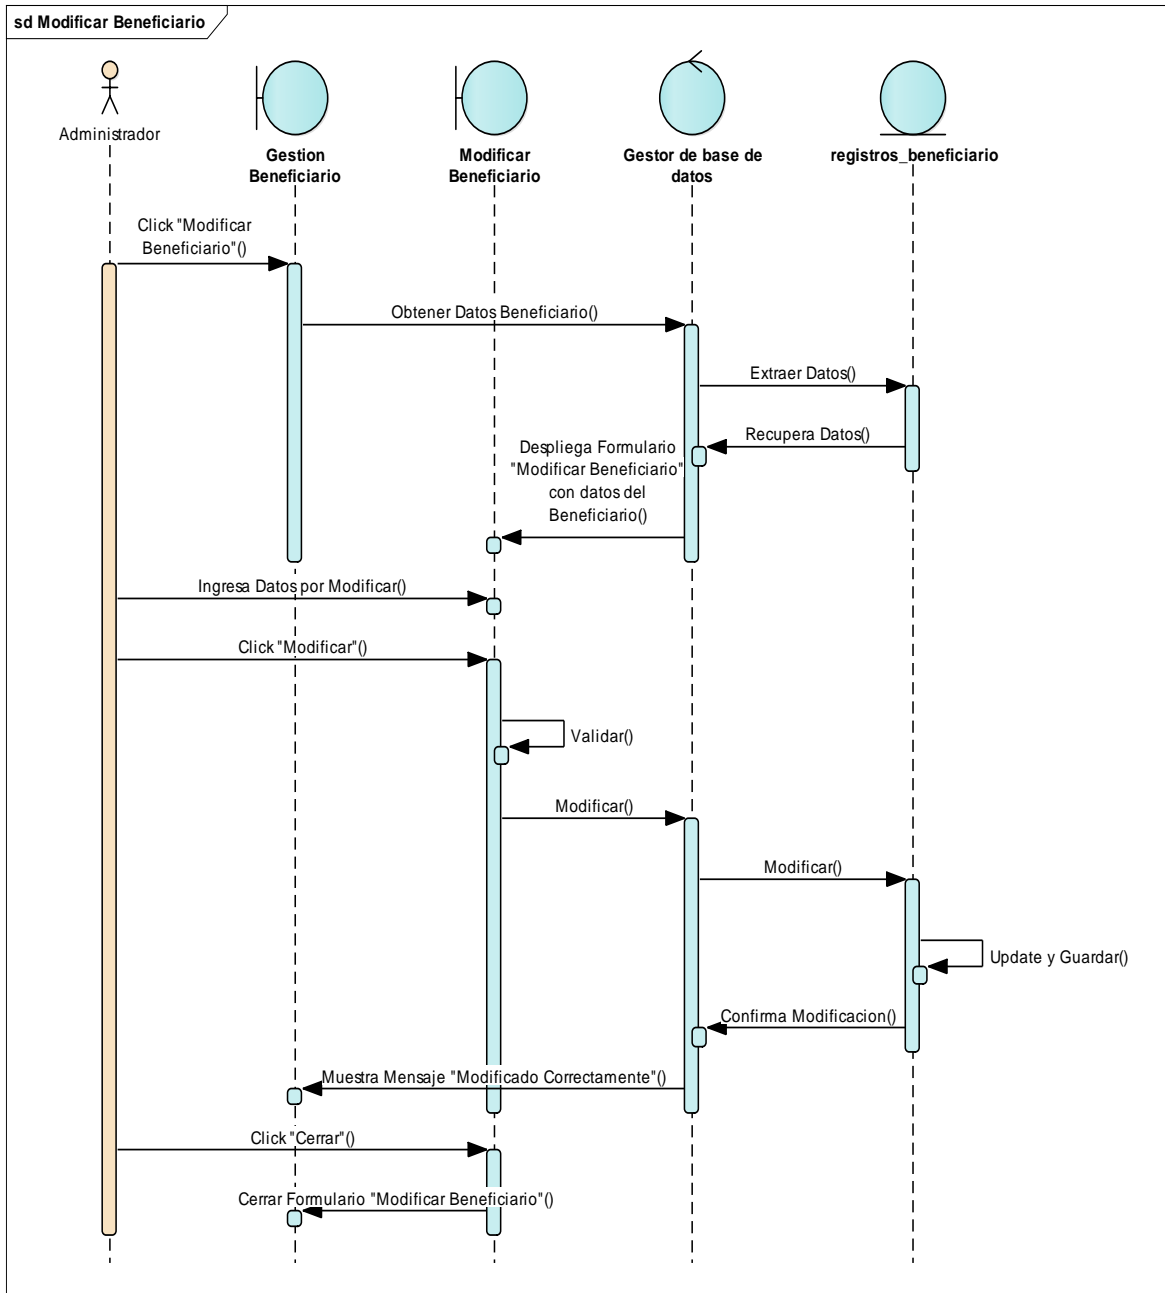 sd Modificar Beneficiario
Administrador
Gestion
Beneficiario
Modificar
Beneficiario
Gestor de base de
datos
registros_beneficiario
Click "Modificar
Beneficiario"()
Obtener Datos Beneficiario()
Extraer Datos()
Recupera Datos()
Despliega Formulario
"Modificar Beneficiario"
con datos del
Beneficiario()
Ingresa Datos por Modificar()
Click "Modificar"()
Validar()
Modificar()
Modificar()
Update y Guardar()
Confirma Modificacion()
Muestra Mensaje "Modificado Correctamente"()
Click "Cerrar"()
Cerrar Formulario "Modificar Beneficiario"()